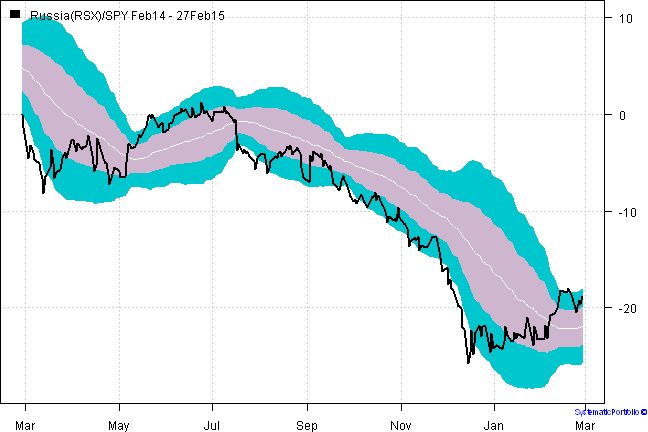 Russia(RSX)/SPY Feb14 - 27Feb15
10
0
-10
-20
Mar May Jul Sep Nov Jan Mar
SystematicPortfolio ©